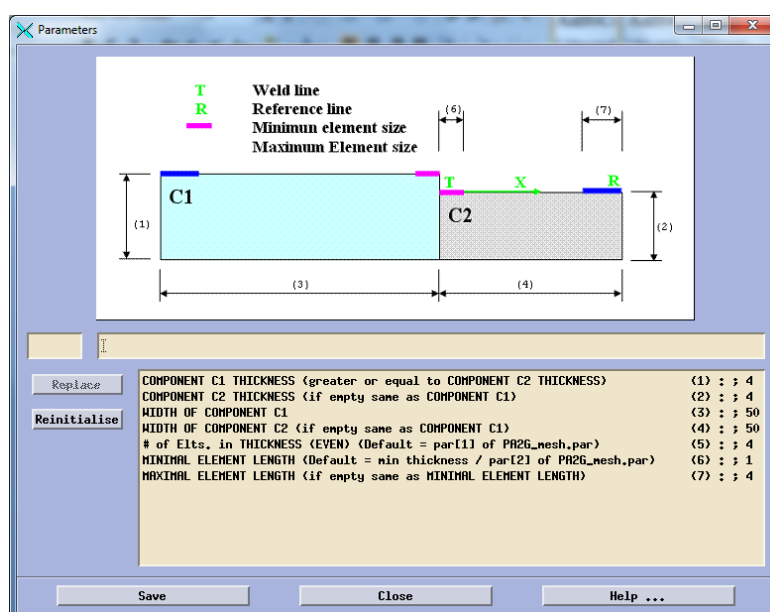 Parameters
T Weld line
R Reference line
Minimun element size
Maximum Element size
(6)
(7)
T X R
C1
C2
(1)
(2)
(3)
(4)
Replace
Reinitialise
COMPONENT C1 THICKNESS (greater or equal to COMPONENT C2 THICKNESS) (1) : ; 4
COMPONENT C2 THICKNESS (if empty same as COMPONENT C1) (2) : ; 4
WIDTH OF COMPONENT C1 (3) : ; 50
WIDTH OF COMPONENT C2 (if empty same as COMPONENT C1) (4) : ; 50
# of Elts. in THICKNESS (EVEN) (Default = par[1] of PA2G_mesh.par) (5) : ; 4
MINIMAL ELEMENT LENGTH (Default = min thickness / par[2] of PA2G_mesh.par) (6) : ; 1
MAXIMAL ELEMENT LENGTH (if empty same as MINIMAL ELEMENT LENGTH) (7) : ; 4
Save Close Help ...